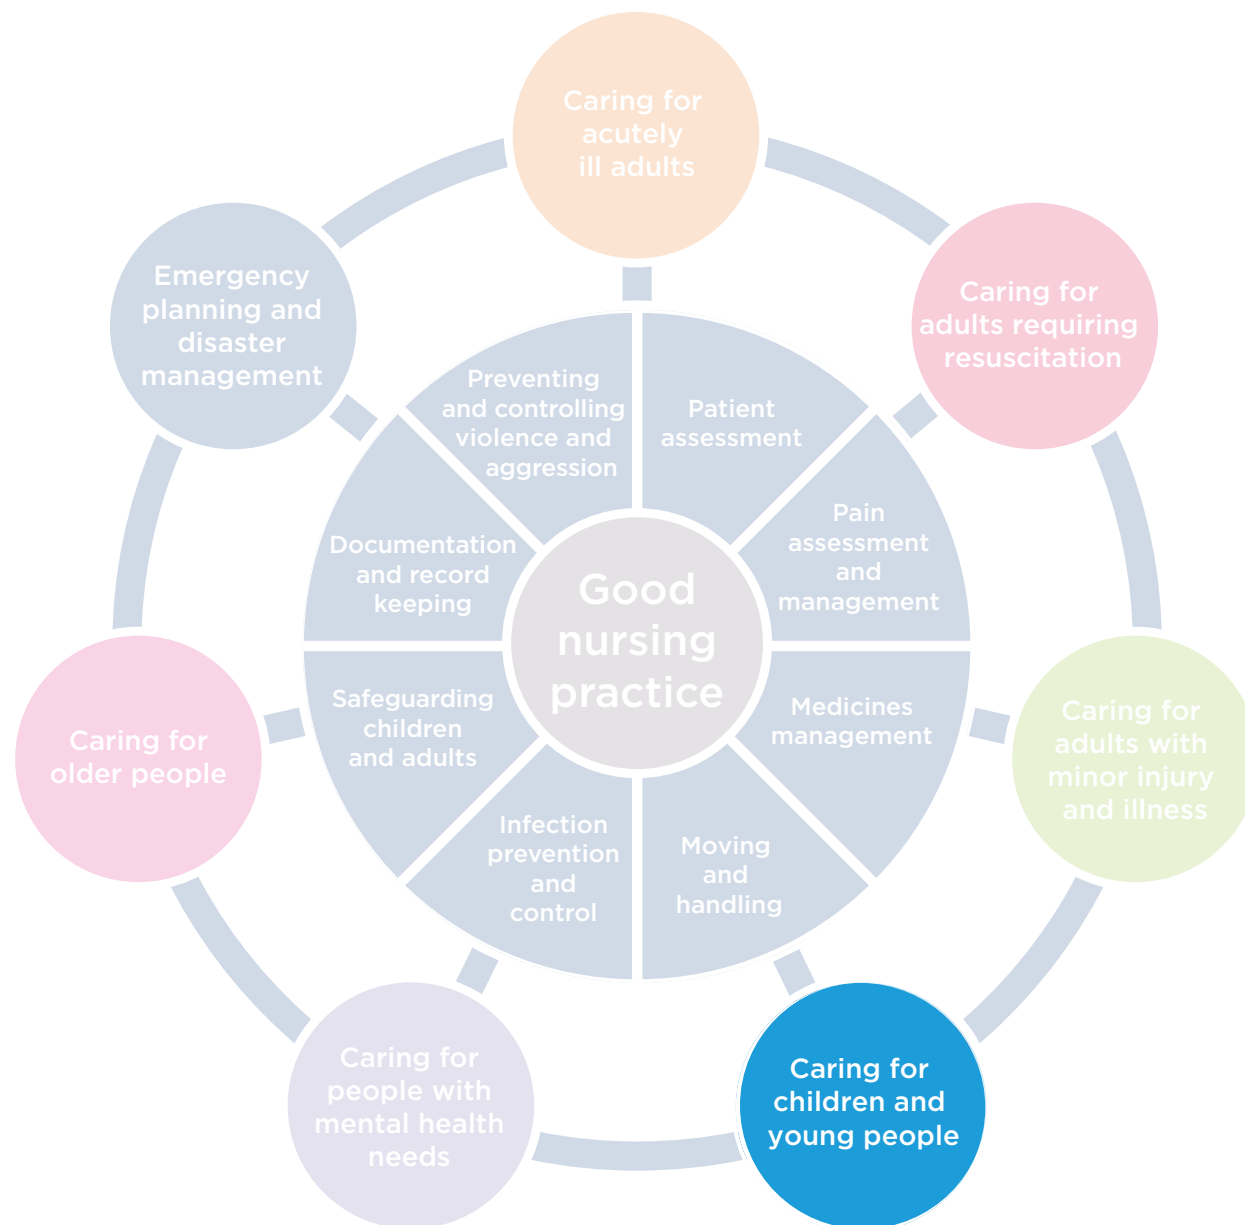 Caring for
acutely
ill adults
Emergency
planning and
disaster
management
Caring for
adults requiring
resuscitation
Preventing
and controlling
violence and
aggression
Patient
assessment
Pain
assessment
and
management
Documentation
and record
keeping
Good
nursing
practice
Safeguarding
children
and adults
Medicines
management
Caring for
older people
Caring for
adults with
minor injury
and illness
Infection
prevention
and
control
Moving
and
handling
Caring for
people with
mental health
needs
Caring for
children and
young people